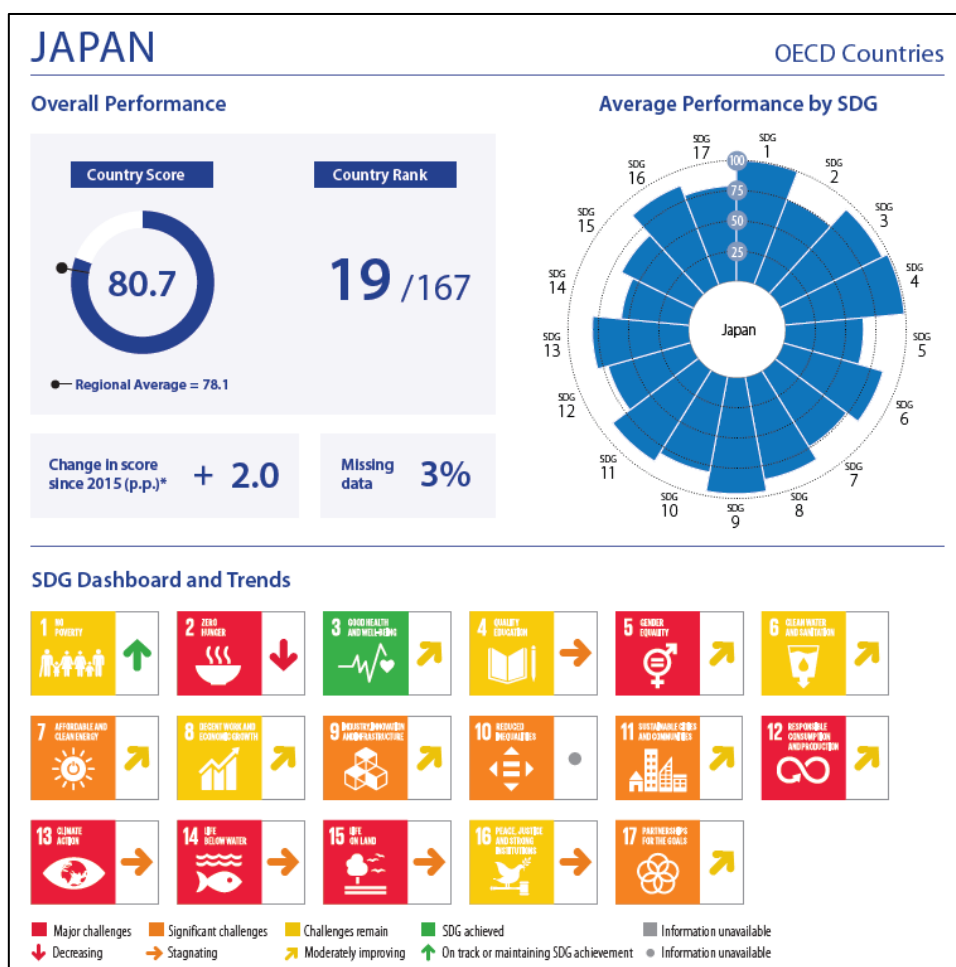 JAPAN
OECD Countries
Overall Performance
Country Score
80.7
Regional Average = 78.1
Country Rank
19 /167
Change in score
since 2015 (p.p.)*
+ 2.0
Missing
data
3%
Average Performance by SDG
SDG
1
SDG
2
SDG
3
SDG
4
SDG
5
SDG
6
SDG
7
SDG
8
SDG
9
SDG
10
SDG
11
SDG
12
SDG
13
SDG
14
SDG
15
SDG
16
SDG
17
100
75
50
25
Japan
SDG Dashboard and Trends
1 NO
POVERTY
2 ZERO
HUNGER
3 GOOD HEALTH
AND WELL-BEING
4 QUALITY
EDUCATION
5 GENDER
EQUALITY
6 CLEAN WATER
AND SANITATION
7 AFFORDABLE AND
CLEAN ENERGY
8 DECENT WORK AND
ECONOMIC GROWTH
9 INDUSTRY, INNOVATION
AND INFRASTRUCTURE
10 REDUCED
INEQUALITIES
11 SUSTAINABLE CITIES
AND COMMUNITIES
12 RESPONSIBLE
CONSUMPTION
AND PRODUCTION
13 CLIMATE
ACTION
14 LIFE
BELOW WATER
15 LIFE
ON LAND
16 PEACE, JUSTICE
AND STRONG
INSTITUTIONS
17 PARTNERSHIPS
FOR THE GOALS
Major challenges
Significant challenges
Challenges remain
SDG achieved
Information unavailable
Decreasing
Stagnating
Moderately improving
On track or maintaining SDG achievement
Information unavailable